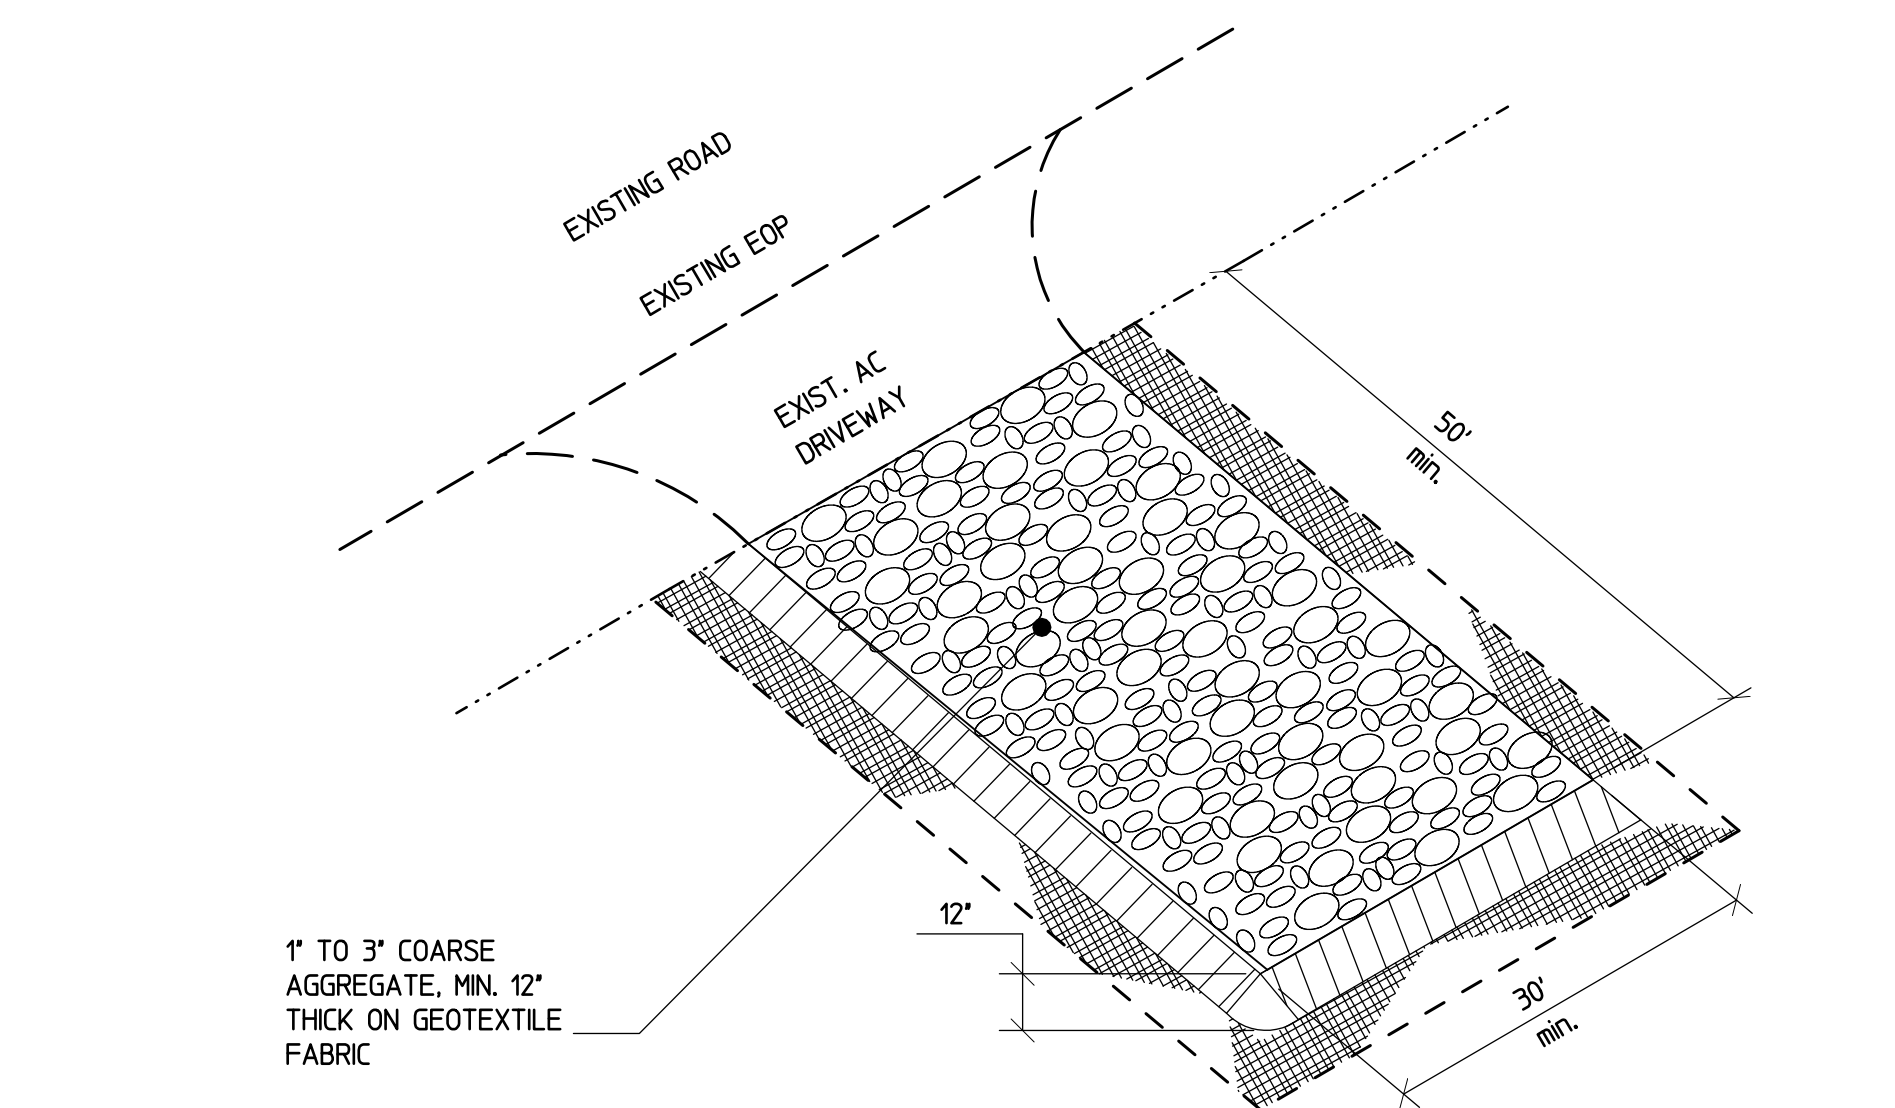 EXISTING ROAD
EXISTING EOP
EXIST. AC
DRIVEWAY
50'
min.
12"
1" TO 3" COARSE
AGGREGATE, MIN. 12"
THICK ON GEOTEXTILE
FABRIC
30'
min.